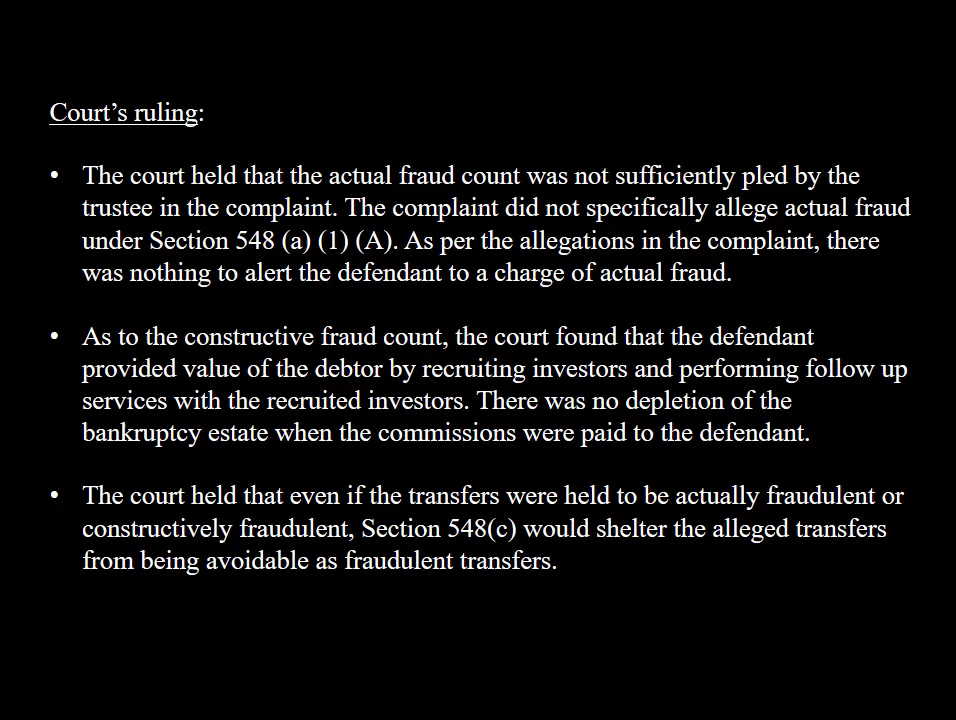 Court’s ruling:
• The court held that the actual fraud count was not sufficiently pled by the
trustee in the complaint. The complaint did not specifically allege actual fraud
under Section 548 (a) (1) (A). As per the allegations in the complaint, there
was nothing to alert the defendant to a charge of actual fraud.
• As to the constructive fraud count, the court found that the defendant
provided value of the debtor by recruiting investors and performing follow up
services with the recruited investors. There was no depletion of the
bankruptcy estate when the commissions were paid to the defendant.
• The court held that even if the transfers were held to be actually fraudulent or
constructively fraudulent, Section 548(c) would shelter the alleged transfers
from being avoidable as fraudulent transfers.